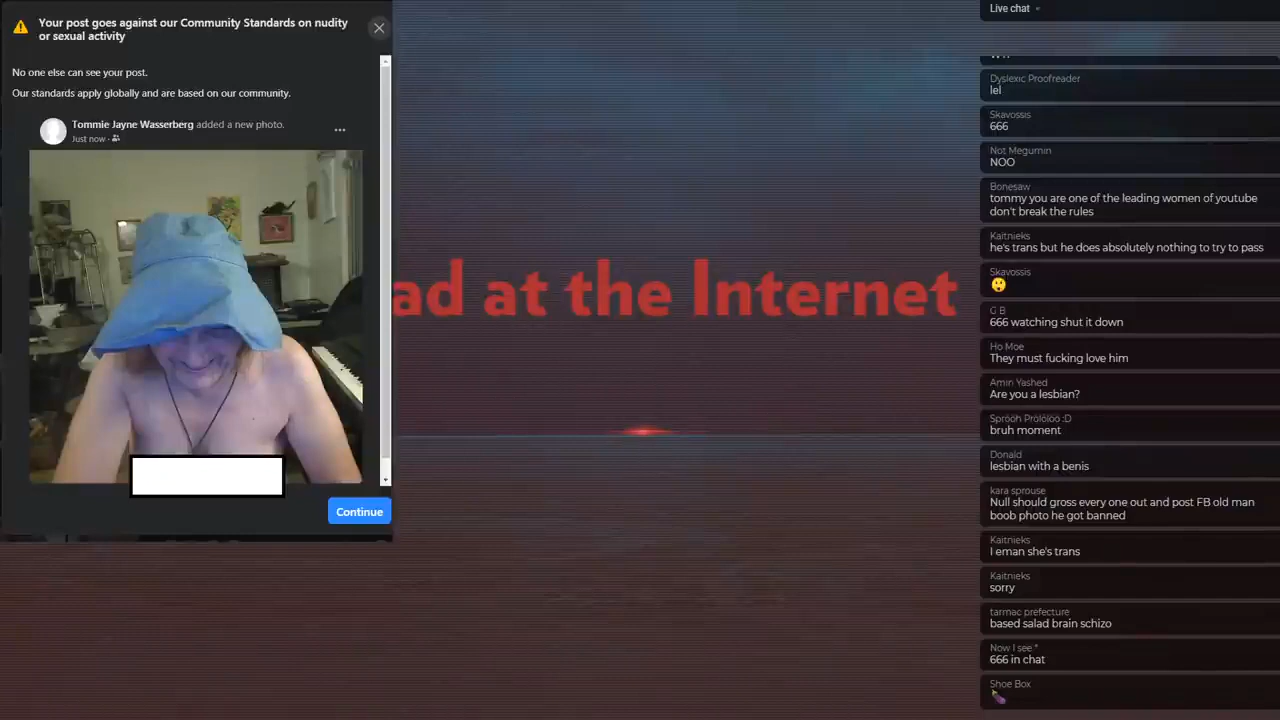 Your post goes against our Community Standards on nudity
or sexual activity
No one else can see your post.
Our standards apply globally and are based on our community.
Tommie Jayne Wasserberg added a new photo.
Just now ·
Continue
ad at the Internet
Live chat
Dyslexic Proofreader
lel
Skavossis
666
Not Megumin
NOO
Bonesaw
tommy you are one of the leading women of youtube
don't break the rules
Kaitnieks
he's trans but he does absolutely nothing to try to pass
Skavossis
😲
G B
666 watching shut it down
Ho Moe
They must fucking love him
Amin Yashed
Are you a lesbian?
Sprööh Prölölöö :D
bruh moment
Donald
lesbian with a benis
kara sprouse
Null should gross every one out and post FB old man
boob photo he got banned
Kaitnieks
I eman she's trans
Kaitnieks
sorry
tarmac prefecture
based salad brain schizo
Now I see *
666 in chat
Shoe Box
🍆